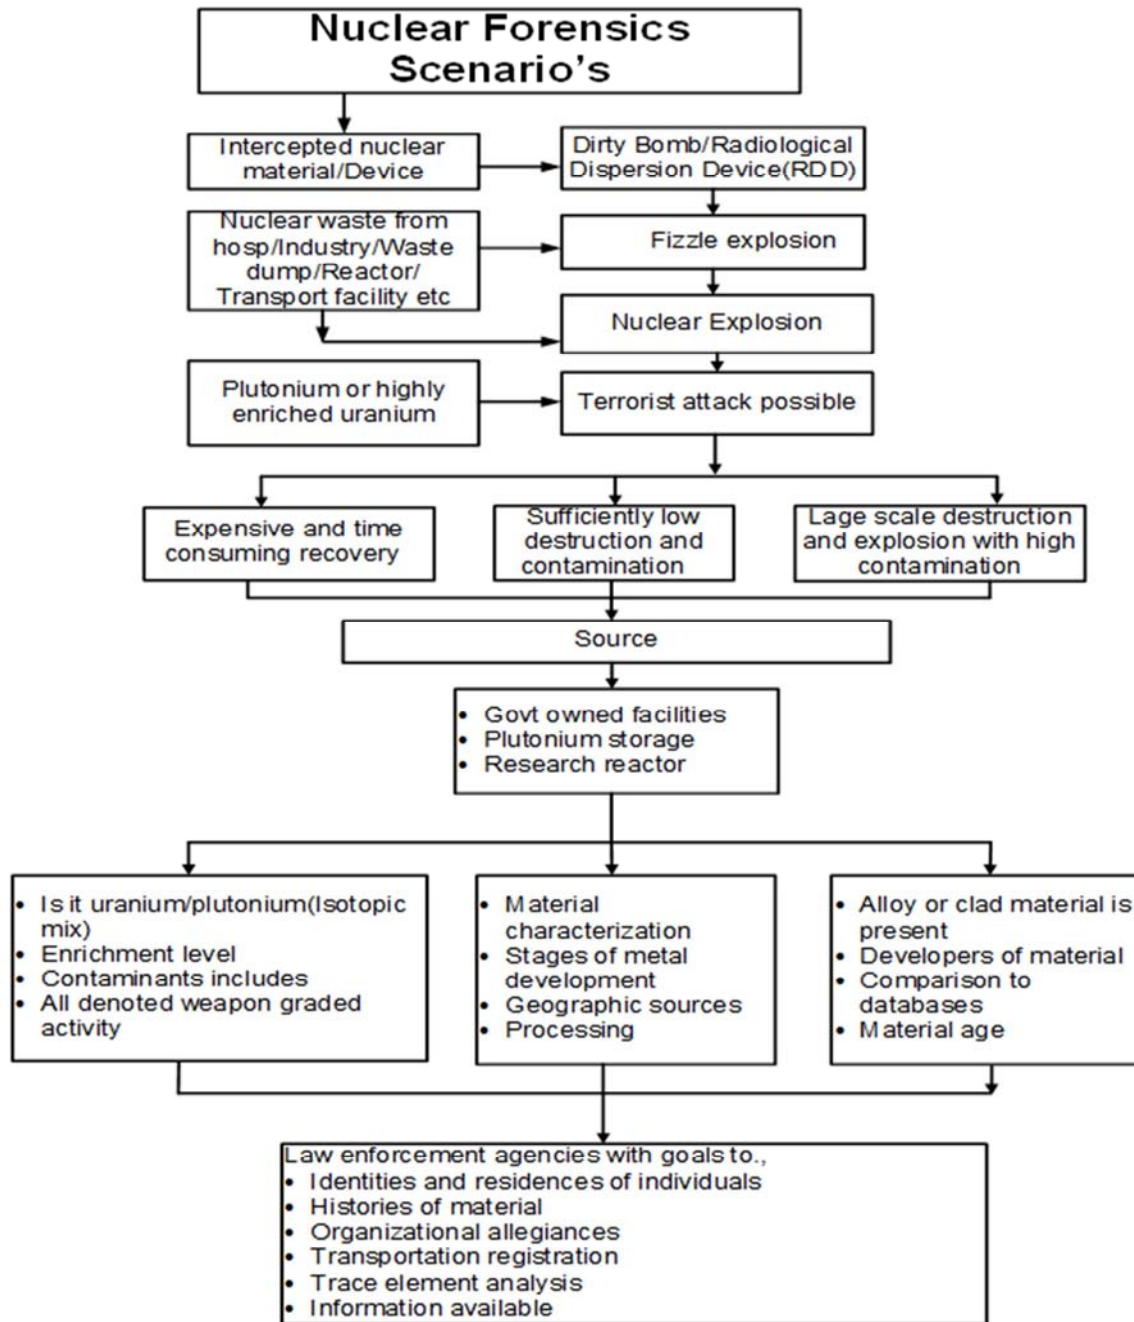 Nuclear Forensics
Scenario's
Intercepted nuclear
material/Device
Dirty Bomb/Radiological
Dispersion Device(RDD)
Nuclear waste from
hosp/Industry/Waste
dump/Reactor/
Transport facility etc
Fizzle explosion
Nuclear Explosion
Plutonium or highly
enriched uranium
Terrorist attack possible
Expensive and time
consuming recovery
Sufficiently low
destruction and
contamination
Lage scale destruction
and explosion with high
contamination
Source
• Govt owned facilities
• Plutonium storage
• Research reactor
• Is it uranium/plutonium(Isotopic
mix)
• Enrichment level
• Contaminants includes
• All denoted weapon graded
activity
• Material
characterization
• Stages of metal
development
• Geographic sources
• Processing
• Alloy or clad material is
present
• Developers of material
• Comparison to
databases
• Material age
Law enforcement agencies with goals to.,
• Identities and residences of individuals
• Histories of material
• Organizational allegiances
• Transportation registration
• Trace element analysis
• Information available